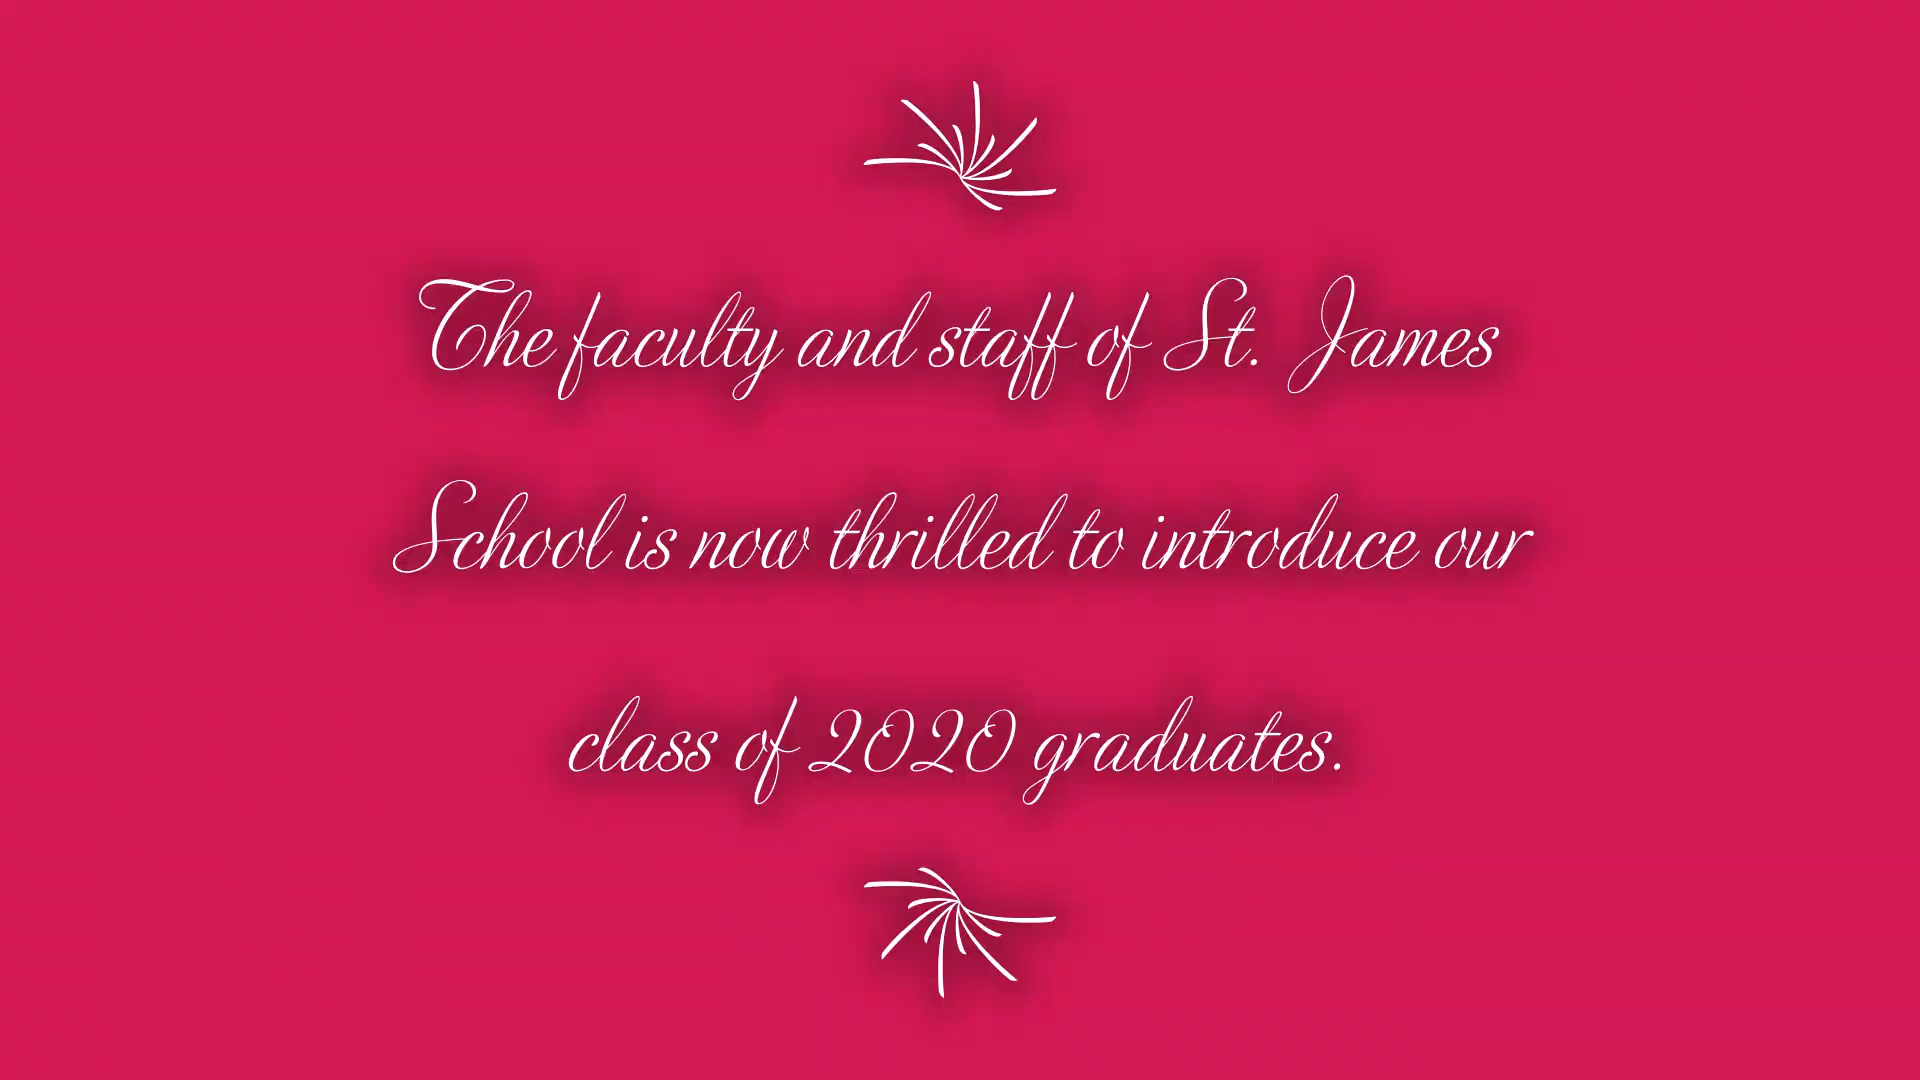 The faculty and staff of St. James
School is now thrilled to introduce our
class of 2020 graduates.